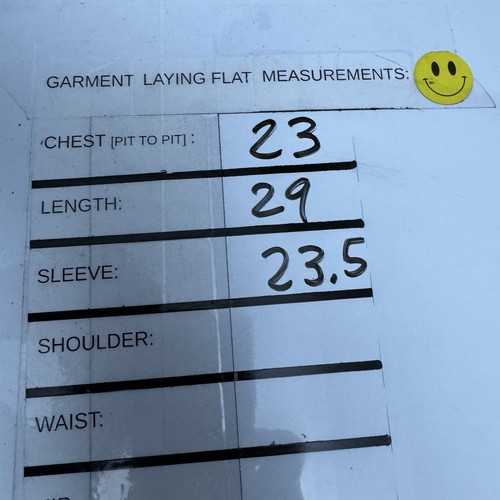 GARMENT LAYING FLAT MEASUREMENTS:
CHEST [PIT TO PIT] : 23
LENGTH: 29
SLEEVE: 23.5
SHOULDER:
WAIST: